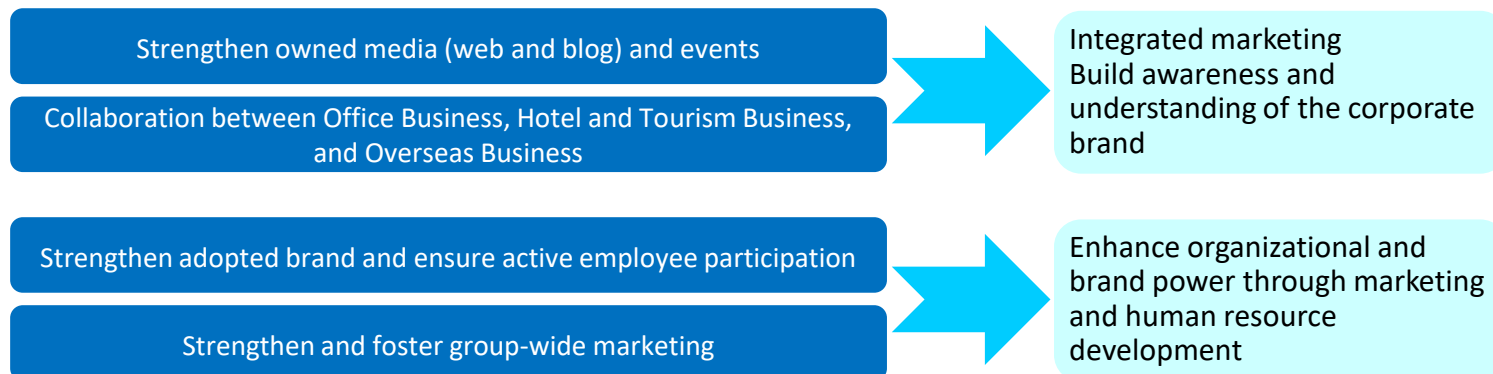 Strengthen owned media (web and blog) and events
Collaboration between Office Business, Hotel and Tourism Business,
and Overseas Business
Integrated marketing
Build awareness and
understanding of the corporate
brand
Strengthen adopted brand and ensure active employee participation
Strengthen and foster group-wide marketing
Enhance organizational and
brand power through marketing
and human resource
development